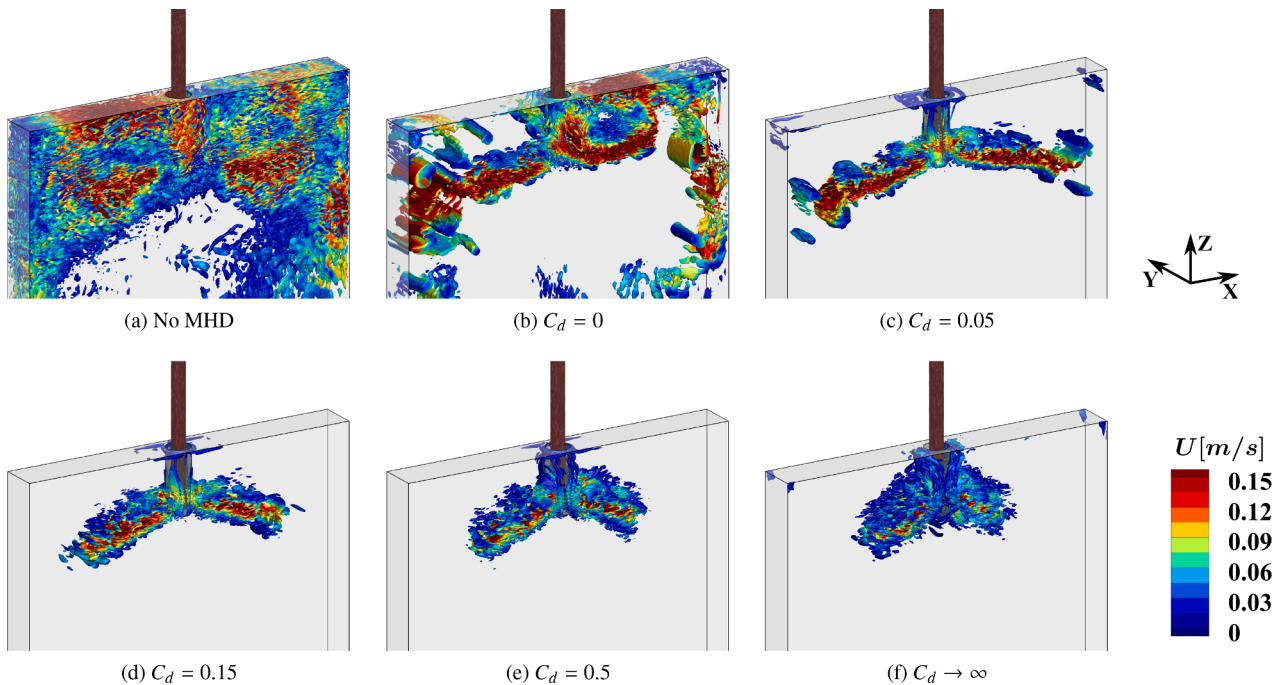 (a) No MHD
(b) C_d = 0
(c) C_d = 0.05
Z
Y
X
(d) C_d = 0.15
(e) C_d = 0.5
(f) C_d → ∞
U[m/s]
0.15
0.12
0.09
0.06
0.03
0